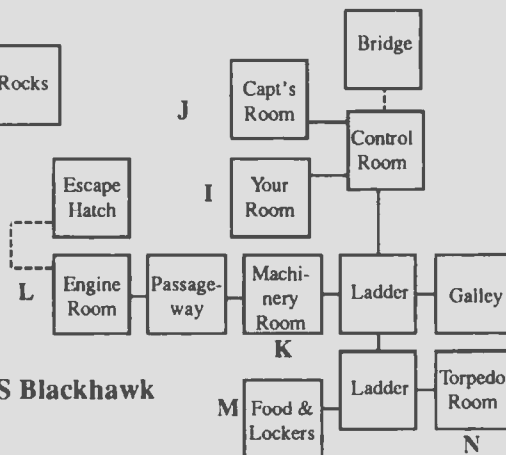 Bridge
Rocks
J
Capt's
Room
Control
Room
Escape
Hatch
I
Your
Room
L
Engine
Room
Passage-
way
Machi-
nery
Room
K
Ladder
Galley
S Blackhawk
M
Food &
Lockers
Ladder
Torpedo
Room
N